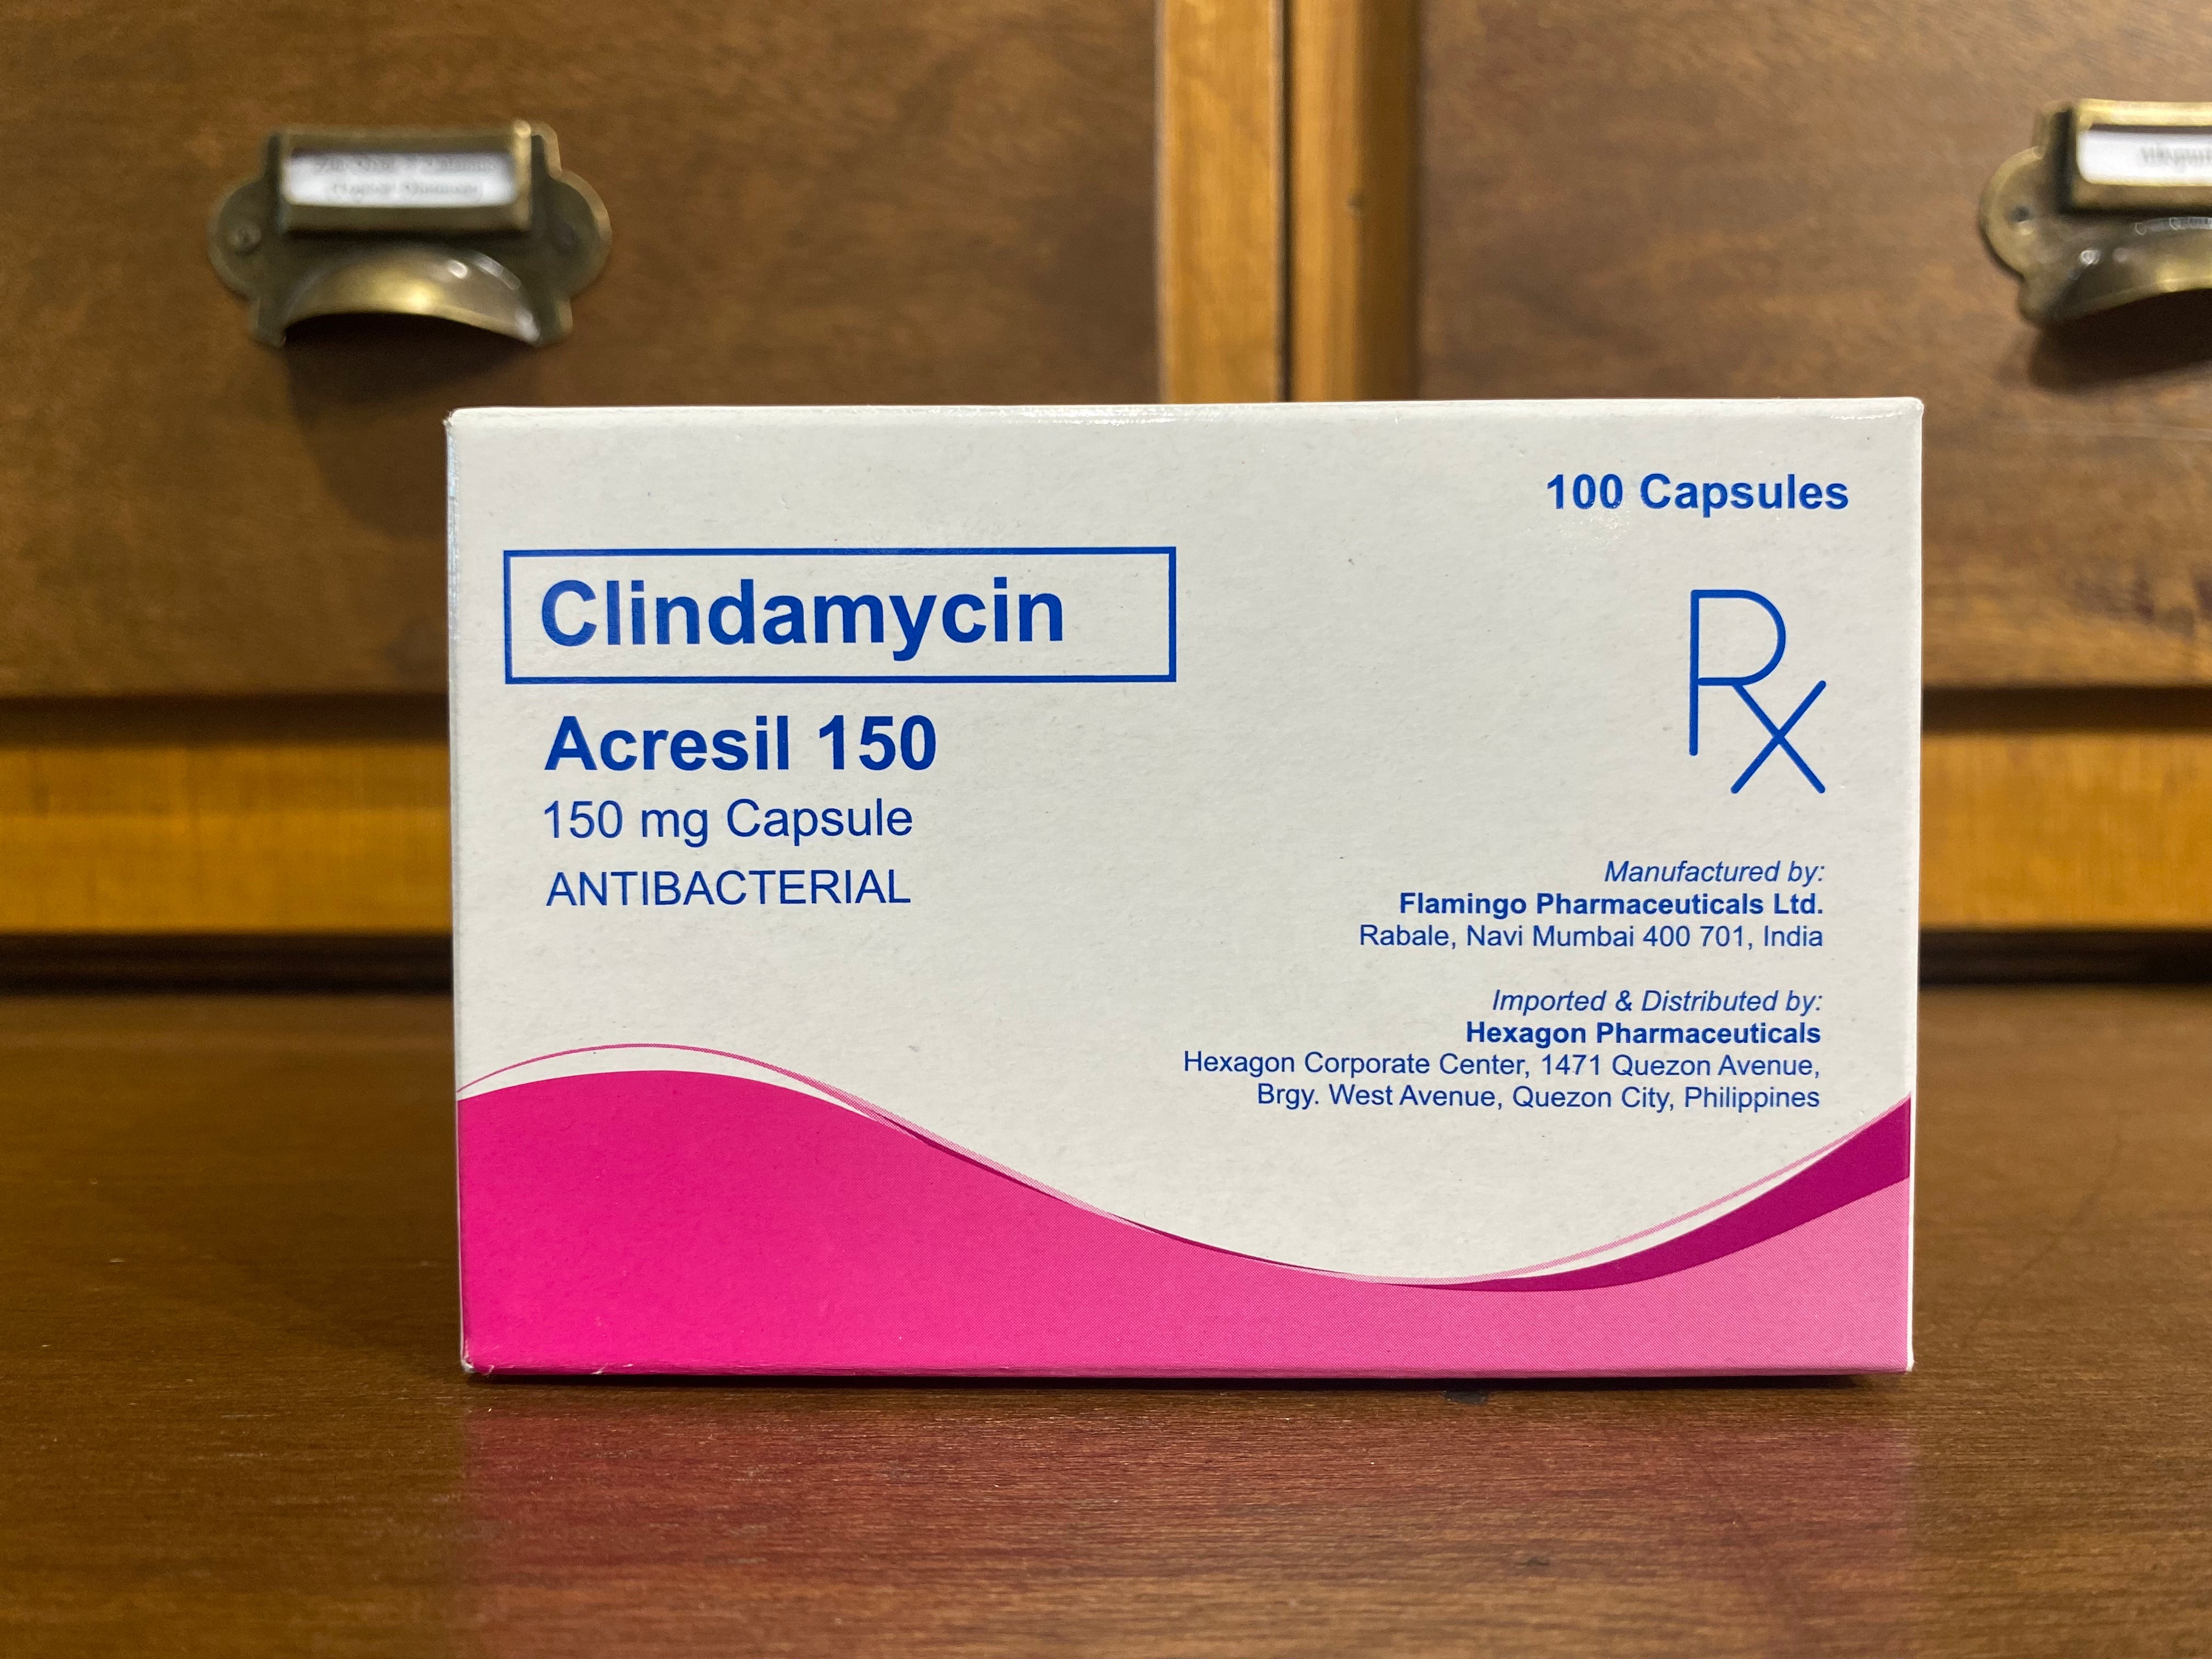 100 Capsules
Clindamycin
Acresil 150
150 mg Capsule
ANTIBACTERIAL
Rx
Manufactured by:
Flamingo Pharmaceuticals Ltd.
Rabale, Navi Mumbai 400 701, India
Imported & Distributed by:
Hexagon Pharmaceuticals
Hexagon Corporate Center, 1471 Quezon Avenue,
Brgy. West Avenue, Quezon City, Philippines